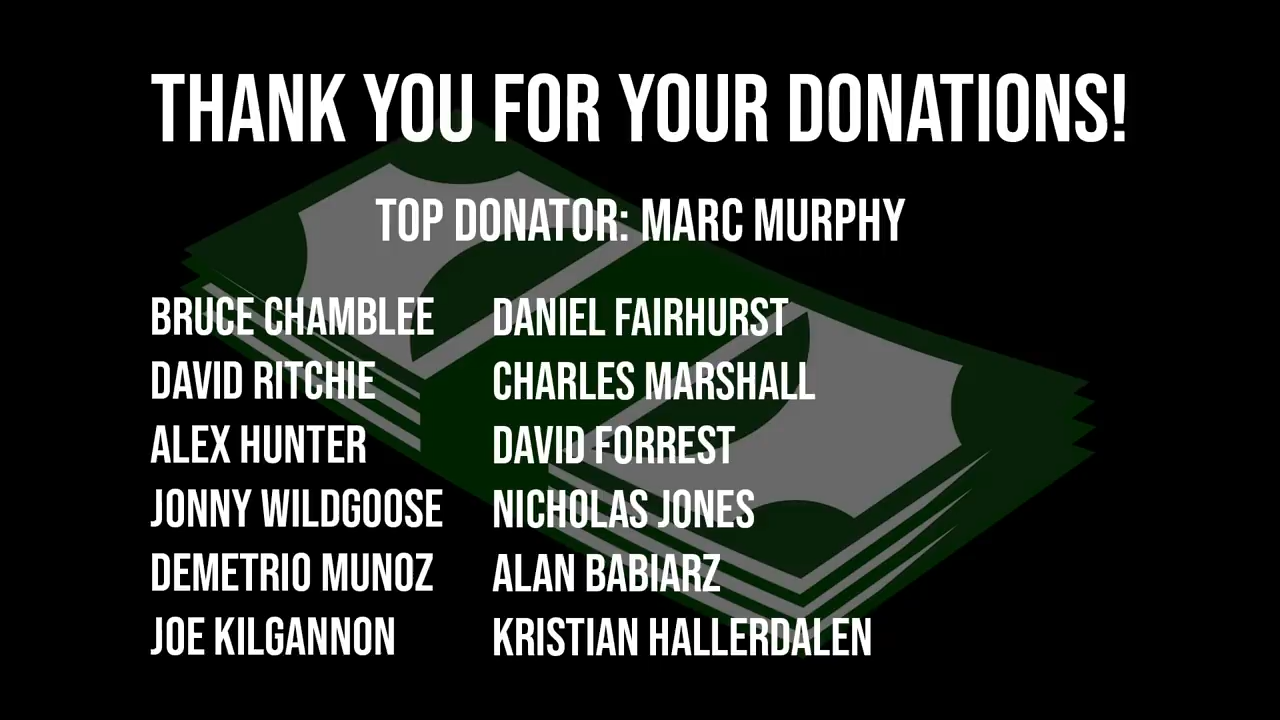 THANK YOU FOR YOUR DONATIONS!
TOP DONATOR: MARC MURPHY
BRUCE CHAMBLEE
DAVID RITCHIE
ALEX HUNTER
JONNY WILDGOOSE
DEMETRIO MUNOZ
JOE KILGANNON
DANIEL FAIRHURST
CHARLES MARSHALL
DAVID FORREST
NICHOLAS JONES
ALAN BABIARZ
KRISTIAN HALLERDALEN